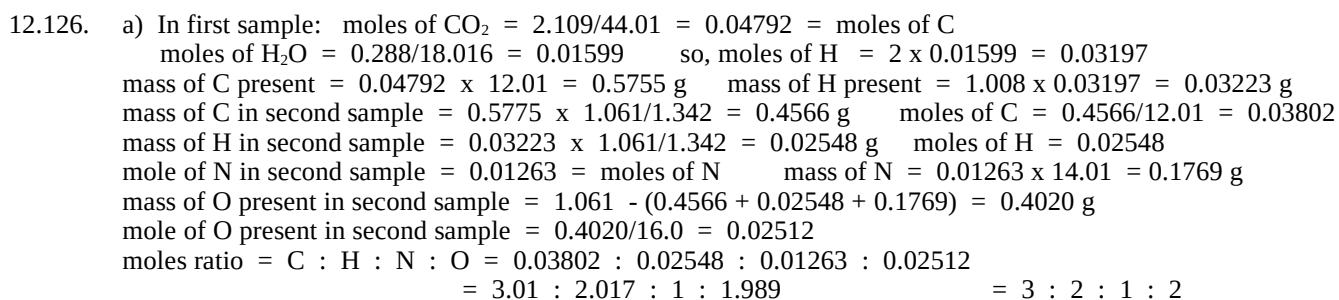 12.126. a) In first sample: moles of CO₂ = 2.109/44.01 = 0.04792 = moles of C
moles of H₂O = 0.288/18.016 = 0.01599 so, moles of H = 2 x 0.01599 = 0.03197
mass of C present = 0.04792 x 12.01 = 0.5755 g mass of H present = 1.008 x 0.03197 = 0.03223 g
mass of C in second sample = 0.5775 x 1.061/1.342 = 0.4566 g moles of C = 0.4566/12.01 = 0.03802
mass of H in second sample = 0.03223 x 1.061/1.342 = 0.02548 g moles of H = 0.02548
mole of N in second sample = 0.01263 = moles of N mass of N = 0.01263 x 14.01 = 0.1769 g
mass of O present in second sample = 1.061 - (0.4566 + 0.02548 + 0.1769) = 0.4020 g
mole of O present in second sample = 0.4020/16.0 = 0.02512
moles ratio = C : H : N : O = 0.03802 : 0.02548 : 0.01263 : 0.02512
= 3.01 : 2.017 : 1 : 1.989 = 3 : 2 : 1 : 2